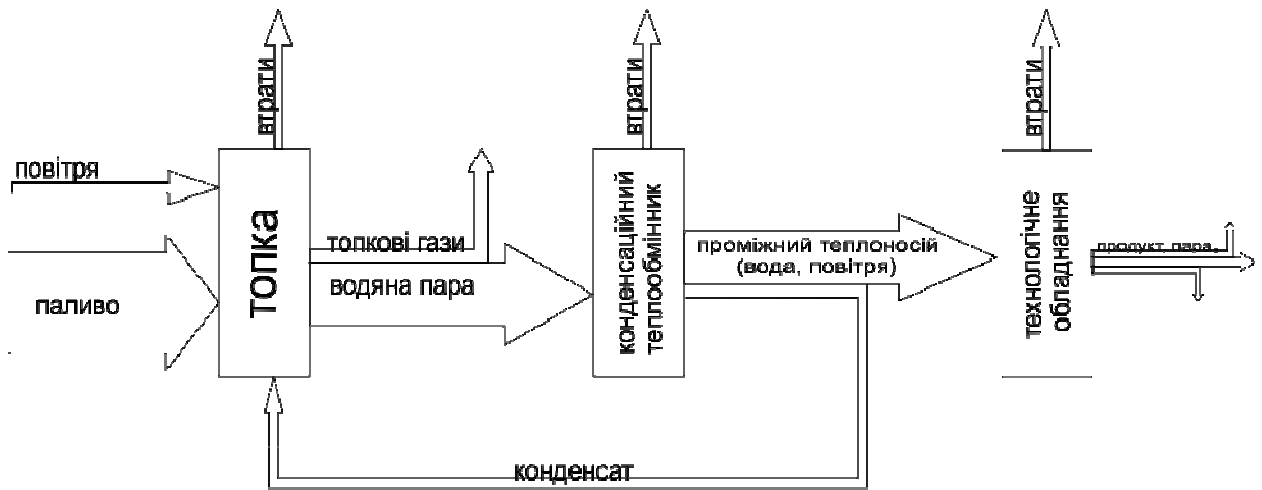 втрати
втрати
втрати
повітря
паливо
топка
топкові гази
водяна пара
конденсаційний
теплообмінник
проміжний теплоносій
(вода, повітря)
технологічне
обладнання
продукт пара
конденсат